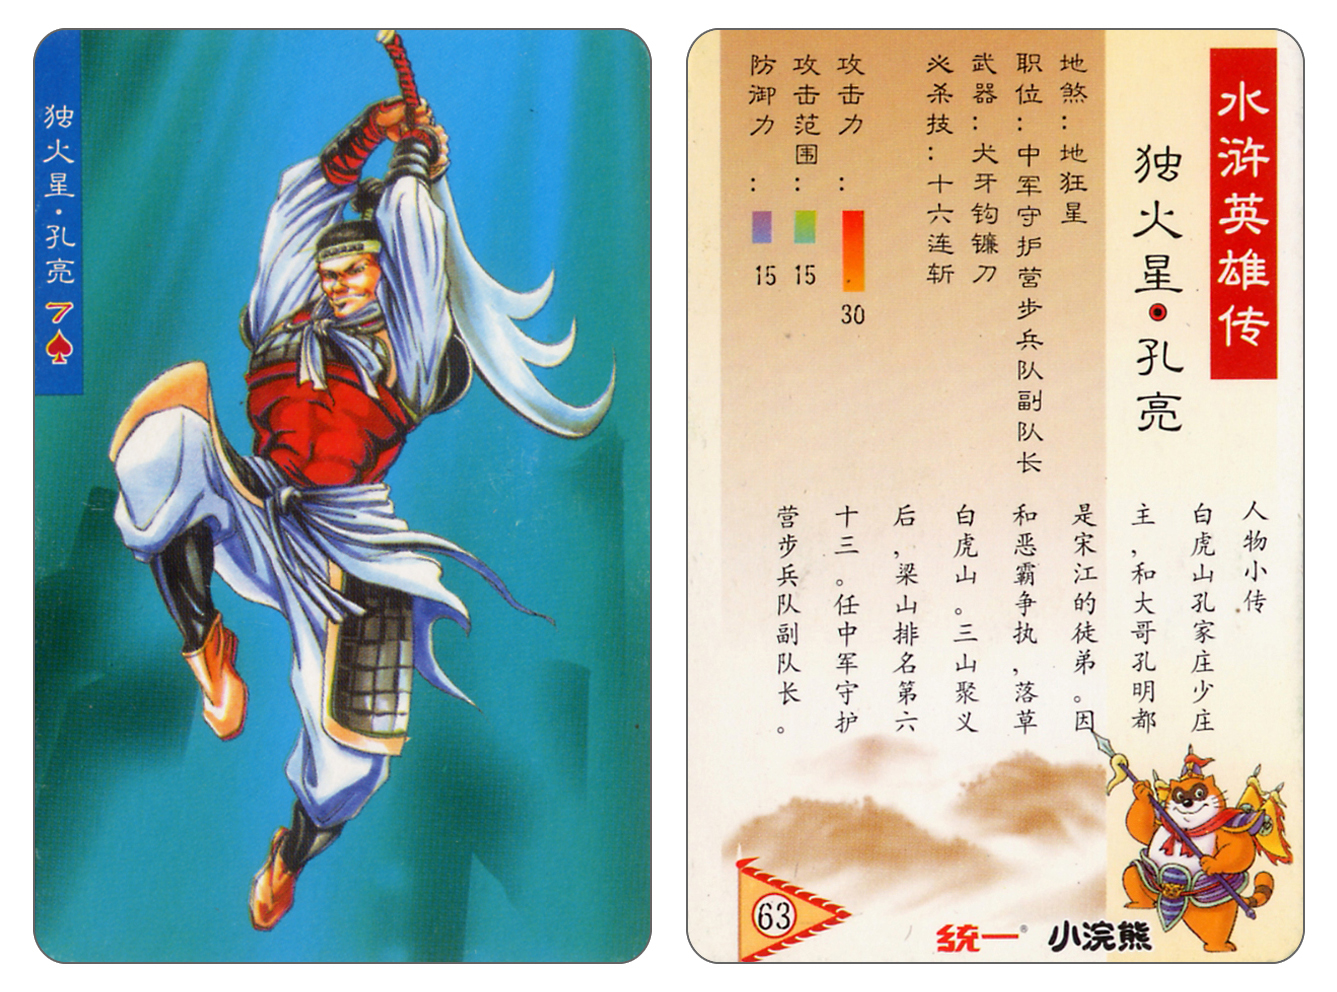 独火星·孔亮
7
水浒英雄传
独火星·孔亮
地煞：地狂星
职位：中军守护营步兵队副队长
武器：犬牙钩镰刀
必杀技：十六连斩
攻击力：30
攻击范围：15
防御力：15
人物小传
白虎山孔家庄少庄
主，和大哥孔明都
是宋江的徒弟。因
和恶霸争执，落草
白虎山。三山聚义
后，梁山排名第六
十三。任中军守护
营步兵队副队长。
63
统一® 小浣熊